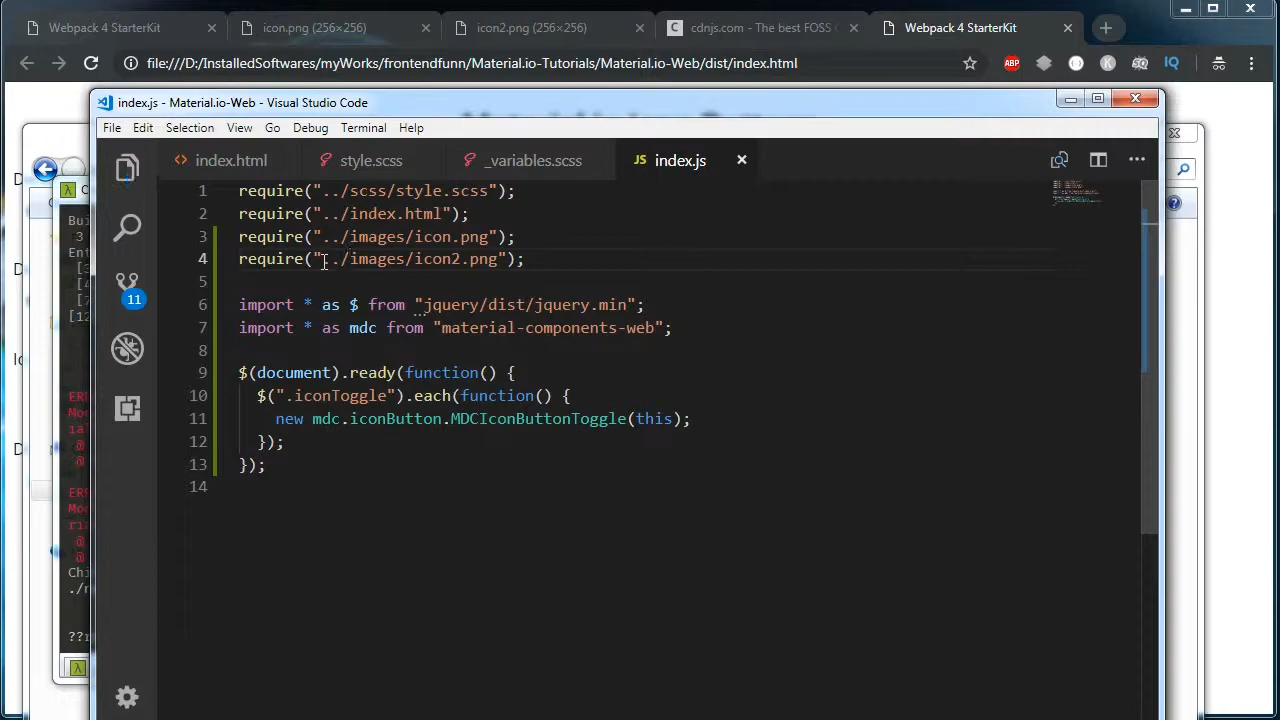 Webpack 4 StarterKit
icon.png (256×256)
icon2.png (256×256)
cdnjs.com - The best FOSS
Webpack 4 StarterKit
file:///D:/InstalledSoftwares/myWorks/frontendfunn/Material.io-Tutorials/Material.io-Web/dist/index.html
ABP
K
IQ
index.js - Material.io-Web - Visual Studio Code
File Edit Selection View Go Debug Terminal Help
index.html
style.scss
_variables.scss
JS index.js
1 require("../scss/style.scss");
2 require("../index.html");
3 require("../images/icon.png");
4 require("../images/icon2.png");
5
6 import * as $ from "jquery/dist/jquery.min";
7 import * as mdc from "material-components-web";
8
9 $(document).ready(function() {
10 $(".iconToggle").each(function() {
11 new mdc.iconButton.MDCIconButtonToggle(this);
12 });
13 });
14
11